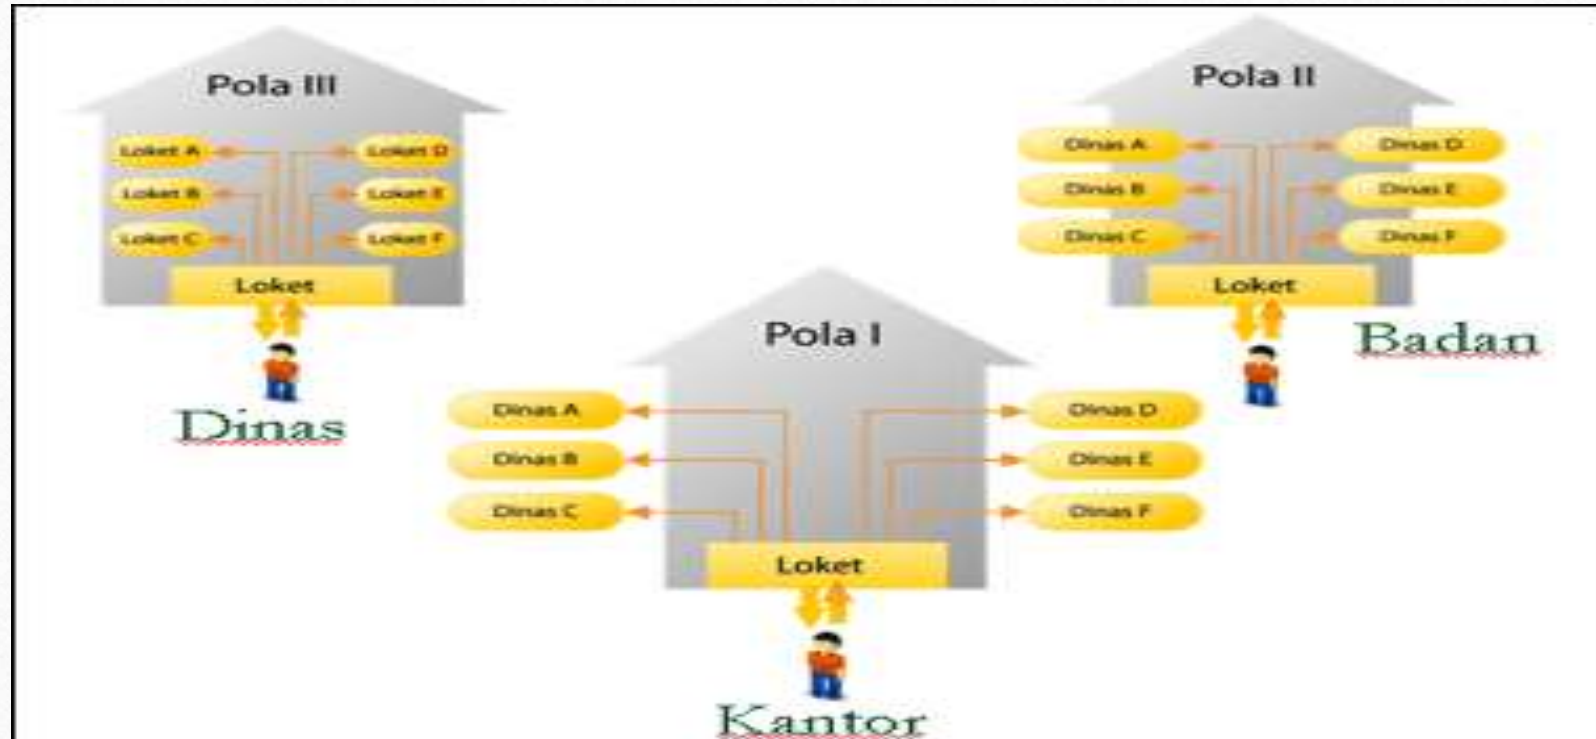 Pola III
Loket A
Loket D
Loket B
Loket E
Loket C
Loket F
Loket
Dinas
Pola II
Dinas A
Dinas D
Dinas B
Dinas E
Dinas C
Dinas F
Loket
Badan
Pola I
Dinas A
Dinas D
Dinas B
Dinas E
Dinas C
Dinas F
Loket
Kantor